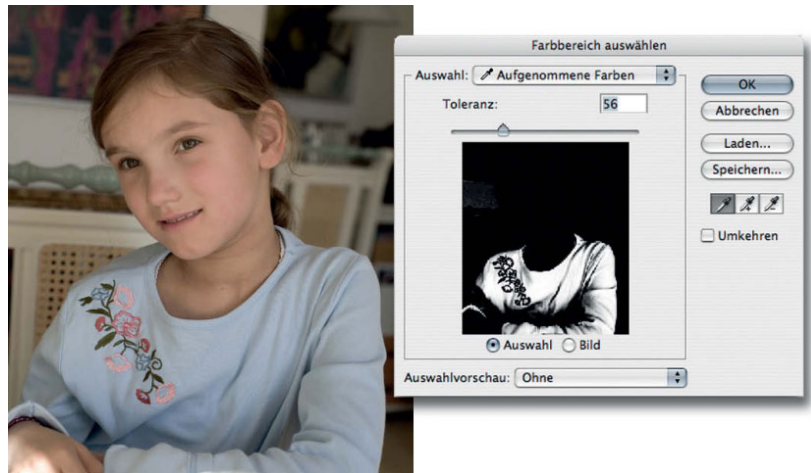 Farbbereich auswählen
Auswahl: Aufgenommene Farben
Toleranz: 56
OK
Abbrechen
Laden...
Speichern...
Umkehren
Auswahl Bild
Auswahlvorschau: Ohne